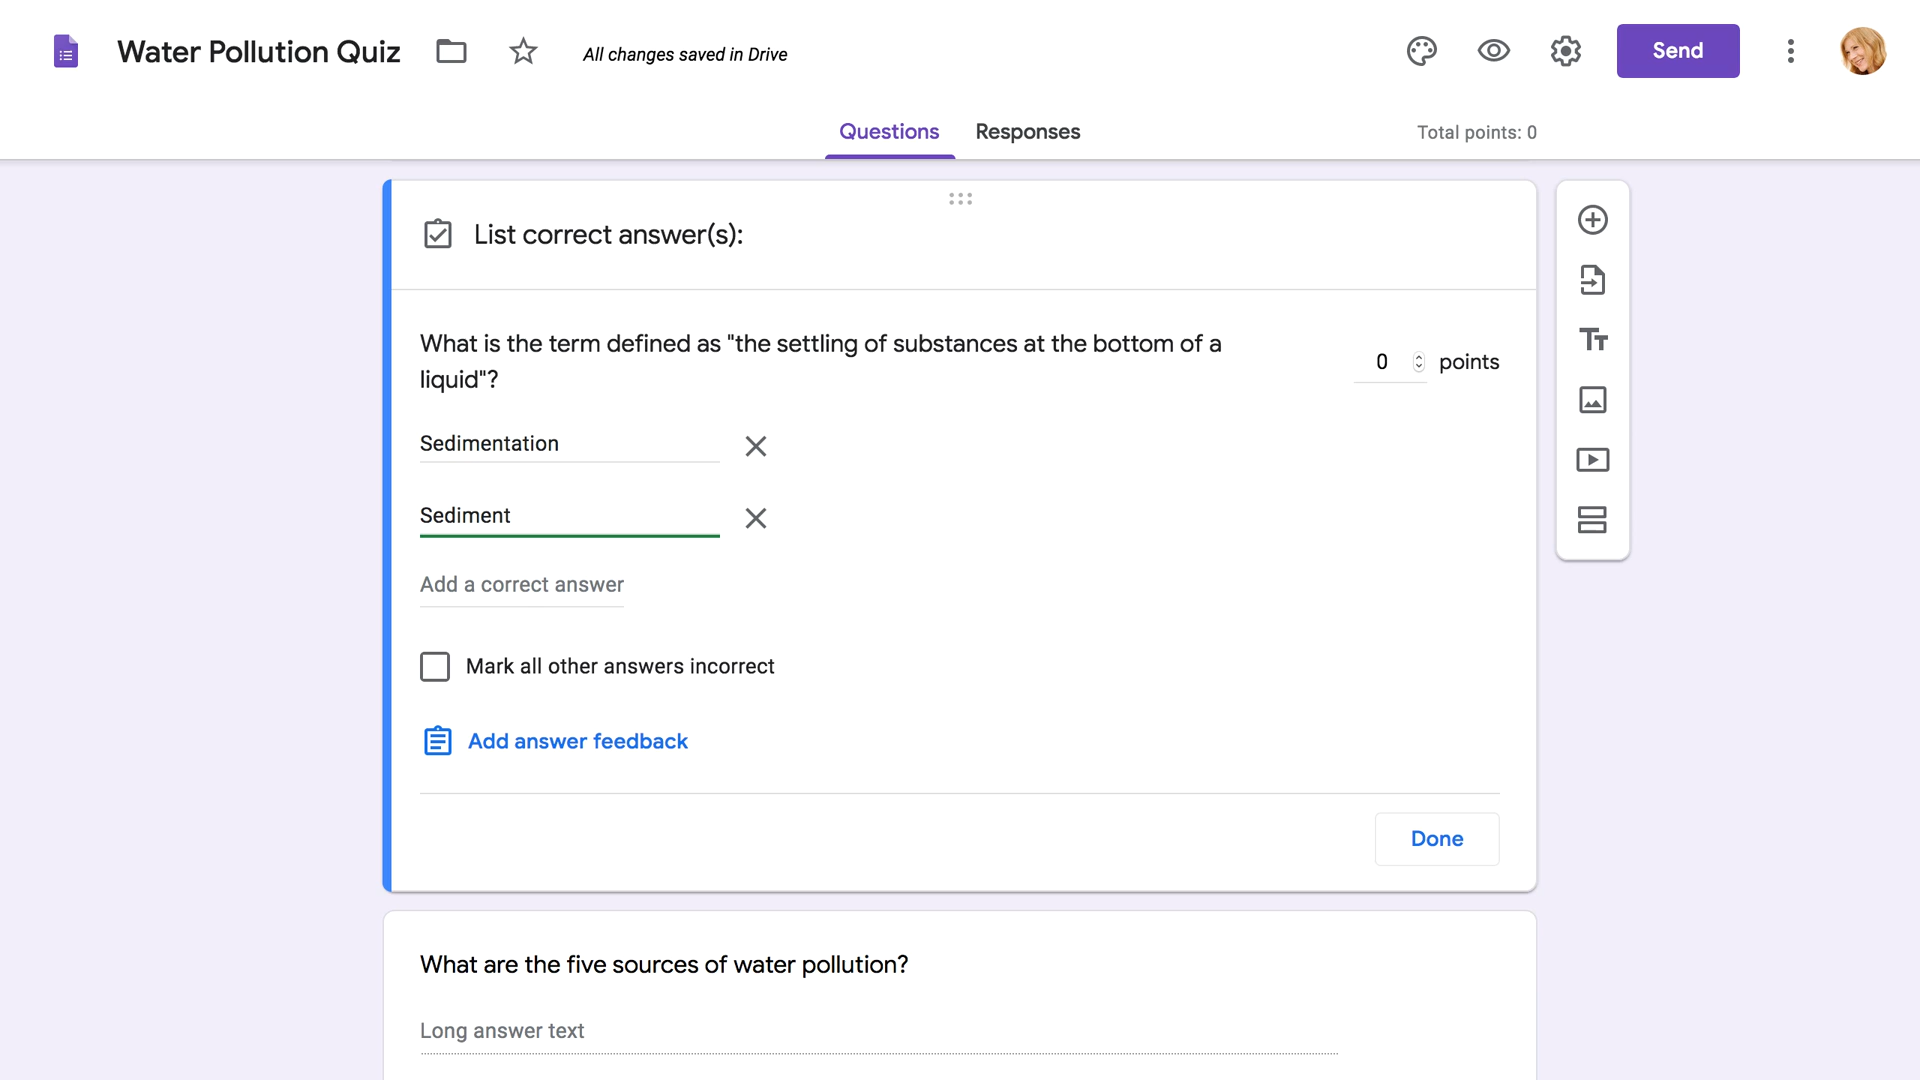 Water Pollution Quiz
All changes saved in Drive
Send
Questions
Responses
Total points: 0
List correct answer(s):
What is the term defined as "the settling of substances at the bottom of a
liquid"?
0
points
Sedimentation
Sediment
Add a correct answer
Mark all other answers incorrect
Add answer feedback
Done
What are the five sources of water pollution?
Long answer text